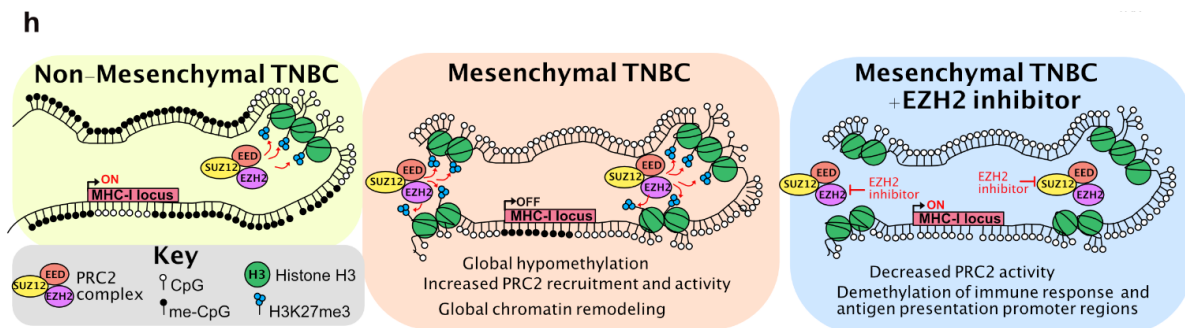 h
Non-Mesenchymal TNBC
EED
SUZ12
EZH2
ON
MHC-I locus
Key
EED
SUZ12
EZH2
PRC2
complex
CpG
me-CpG
H3
Histone H3
H3K27me3
Mesenchymal TNBC
EED
SUZ12
EZH2
EED
SUZ12
EZH2
OFF
MHC-I locus
Global hypomethylation
Increased PRC2 recruitment and activity
Global chromatin remodeling
Mesenchymal TNBC
+EZH2 inhibitor
EED
SUZ12
EZH2
EZH2
inhibitor
EZH2
inhibitor
EED
SUZ12
EZH2
ON
MHC-I locus
Decreased PRC2 activity
Demethylation of immune response and
antigen presentation promoter regions